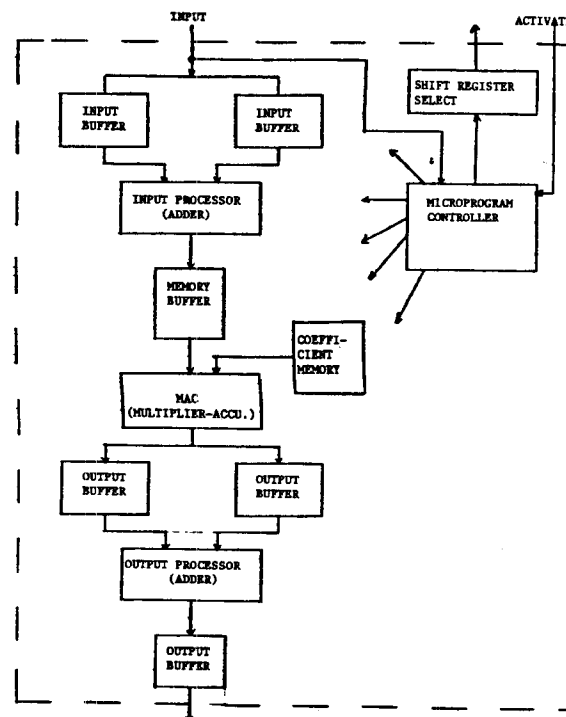 INPUT
ACTIVATE
INPUT
BUFFER
INPUT
BUFFER
SHIFT REGISTER
SELECT
INPUT PROCESSOR
(ADDER)
MICROPROGRAM
CONTROLLER
MEMORY
BUFFER
COEFFI-
CIENT
MEMORY
MAC
(MULTIPLIER-ACCU.)
OUTPUT
BUFFER
OUTPUT
BUFFER
OUTPUT PROCESSOR
(ADDER)
OUTPUT
BUFFER